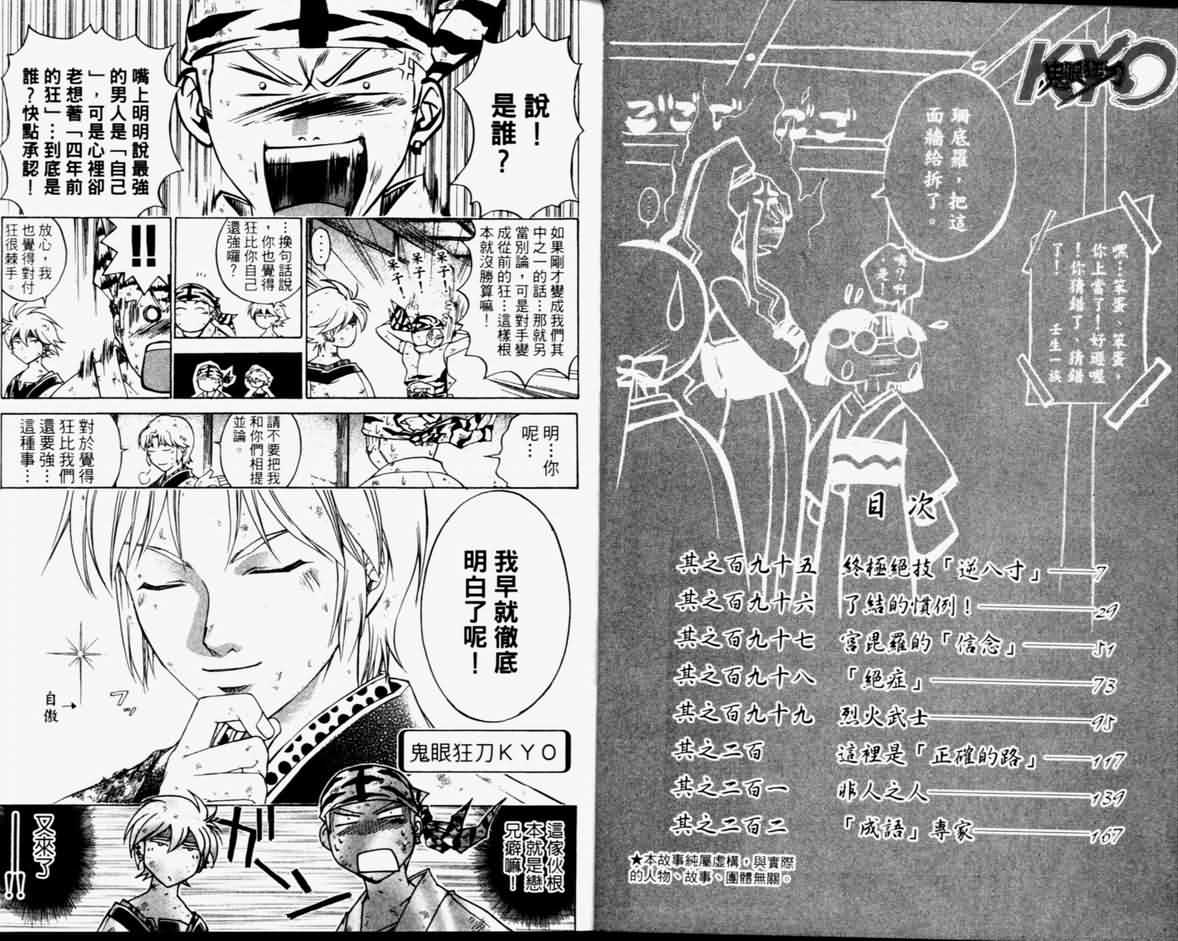 KYO
鬼眼狂刀
珊底羅，把這
面牆給拆了。
嘿…笨蛋、笨蛋，
你上當了！好遜喔
！你猜錯了、猜錯
了！
壬生一族
咦？啊
，是！
ごごご
…
目次
其之百九十五　終極絕技「逆八寸」——7
其之百九十六　了結的慣例！——29
其之百九十七　宮毘羅的「信念」——51
其之百九十八　「絕症」——73
其之百九十九　烈火武士——95
其之二百　這裡是「正確的路」——117
其之二百一　非人之人——139
其之二百二　「成語」專家——167
★本故事純屬虛構，與實際
的人物、故事、團體無關。
說！
是誰？
嘴上明明說最強
的男人是「自己
」，可是心裡卻
老想著「四年前
的狂」…到底是
誰？快點承認！
如果剛才變成我們其
中之一的話…那就另
當別論，可是對手變
成從前的狂…這樣根
本就沒勝算嘛！
呆子！
呆子！
呆子！
…
…換句話說
，你也覺得
狂比你自己
還強囉？
!!
放心，我
也覺得對付
狂很棘手。
明…你
呢…
請不要把我
和你們相提
並論。
對於覺得
狂比我們
還要強…
這種事…
我早就徹底
明白了呢！
自傲→
鬼眼狂刀KYO
這傢伙根
本就是戀
兄癖嘛！
又來了